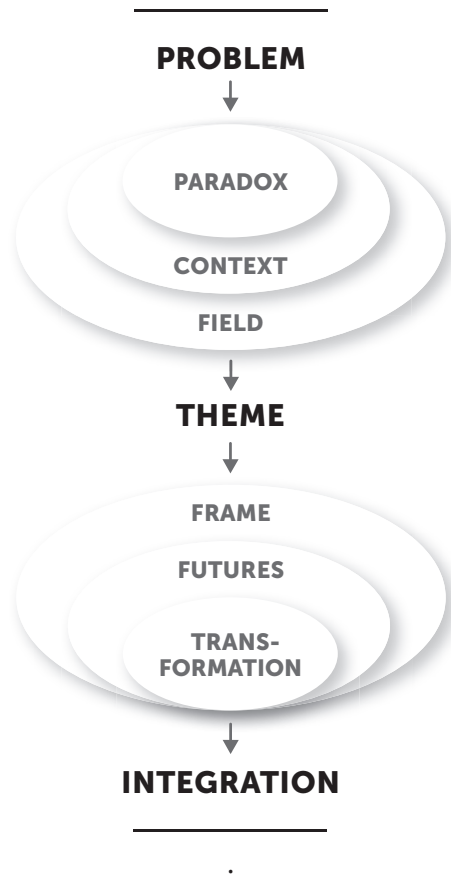 PROBLEM
PARADOX
CONTEXT
FIELD
THEME
FRAME
FUTURES
TRANS-
FORMATION
INTEGRATION
.